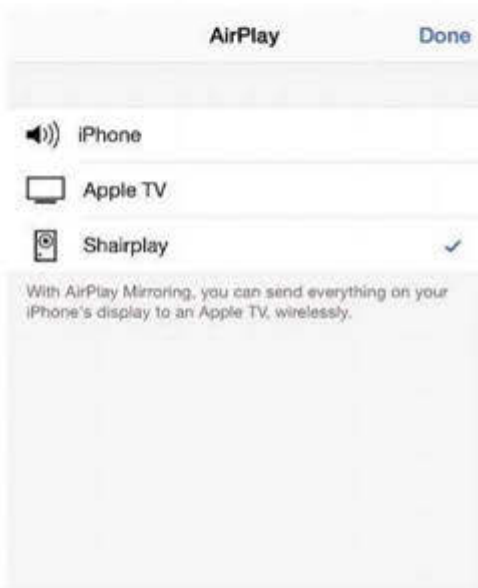 AirPlay Done
iPhone
Apple TV
Shairplay
With AirPlay Mirroring, you can send everything on your
iPhone's display to an Apple TV, wirelessly.